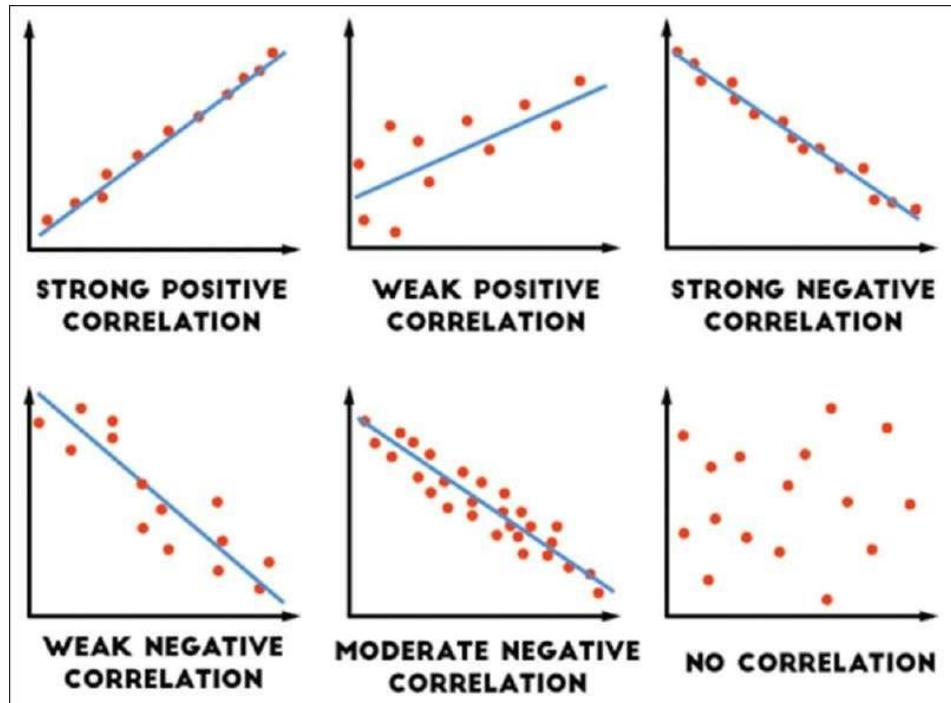 STRONG POSITIVE
CORRELATION
WEAK POSITIVE
CORRELATION
STRONG NEGATIVE
CORRELATION
WEAK NEGATIVE
CORRELATION
MODERATE NEGATIVE
CORRELATION
NO CORRELATION